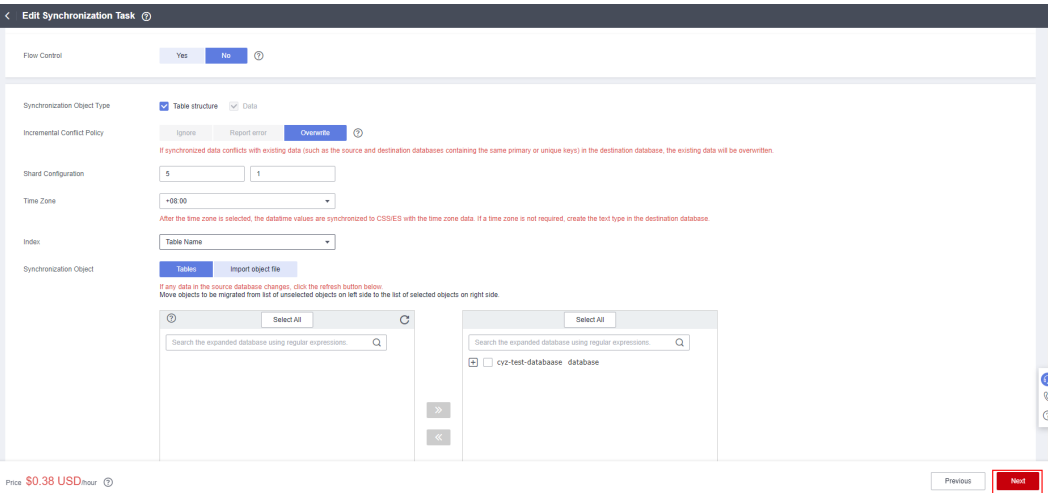 Edit Synchronization Task
Flow Control Yes No
Synchronization Object Type Table structure Data
Incremental Conflict Policy Ignore Report error Overwrite
If synchronized data conflicts with existing data (such as the source and destination databases containing the same primary or unique keys) in the destination database, the existing data will be overwritten.
Shard Configuration 5 1
Time Zone +08:00
After the time zone is selected, the datatime values are synchronized to CSS/ES with the time zone data. If a time zone is not required, create the text type in the destination database.
Index Table Name
Synchronization Object Tables Import object file
If any data in the source database changes, click the refresh button below.
Move objects to be migrated from list of unselected objects on left side to the list of selected objects on right side.
Select All Select All
Search the expanded database using regular expressions. Search the expanded database using regular expressions.
cyz-test-databaase database
Price $0.38 USD/hour Previous Next